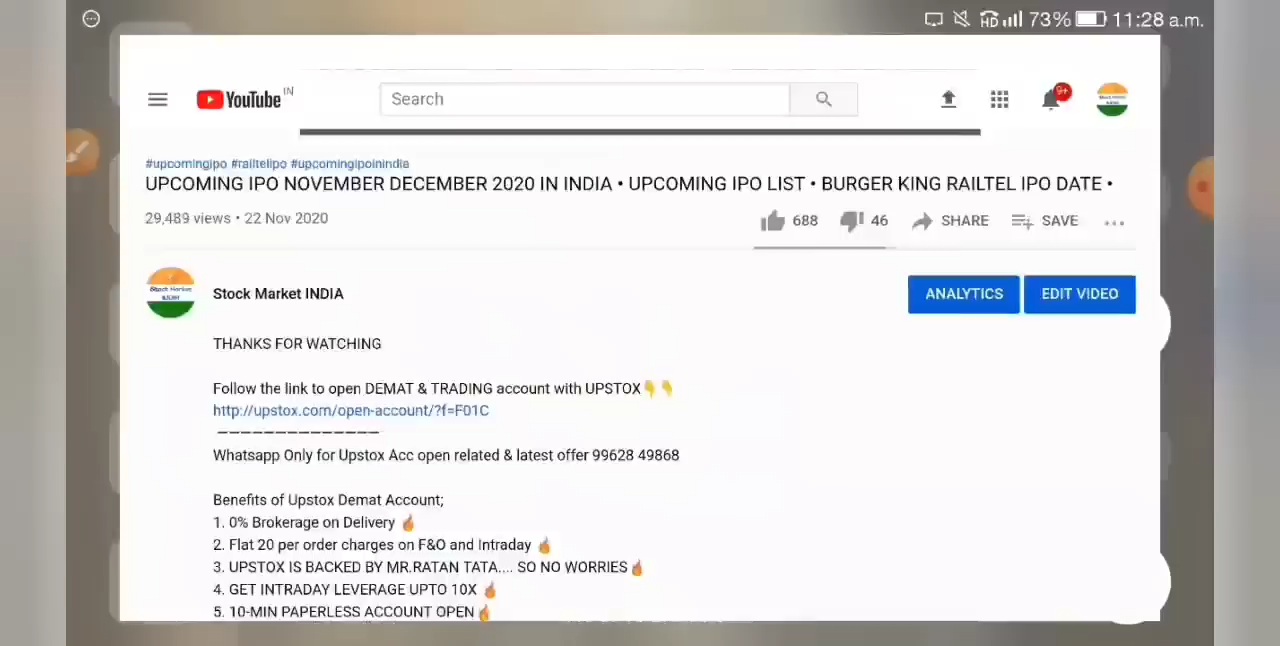 HD 73% 11:28 a.m.
YouTube IN
Search
9+
#upcomingipo #railtelipo #upcomingipoinindia
UPCOMING IPO NOVEMBER DECEMBER 2020 IN INDIA • UPCOMING IPO LIST • BURGER KING RAILTEL IPO DATE •
29,489 views • 22 Nov 2020
688 46 SHARE SAVE ...
Stock Market INDIA
ANALYTICS EDIT VIDEO
THANKS FOR WATCHING
Follow the link to open DEMAT & TRADING account with UPSTOX👇👇
http://upstox.com/open-account/?f=F01C
——————————————
Whatsapp Only for Upstox Acc open related & latest offer 99628 49868
Benefits of Upstox Demat Account;
1. 0% Brokerage on Delivery 🔥
2. Flat 20 per order charges on F&O and Intraday 🔥
3. UPSTOX IS BACKED BY MR.RATAN TATA.... SO NO WORRIES🔥
4. GET INTRADAY LEVERAGE UPTO 10X 🔥
5. 10-MIN PAPERLESS ACCOUNT OPEN🔥